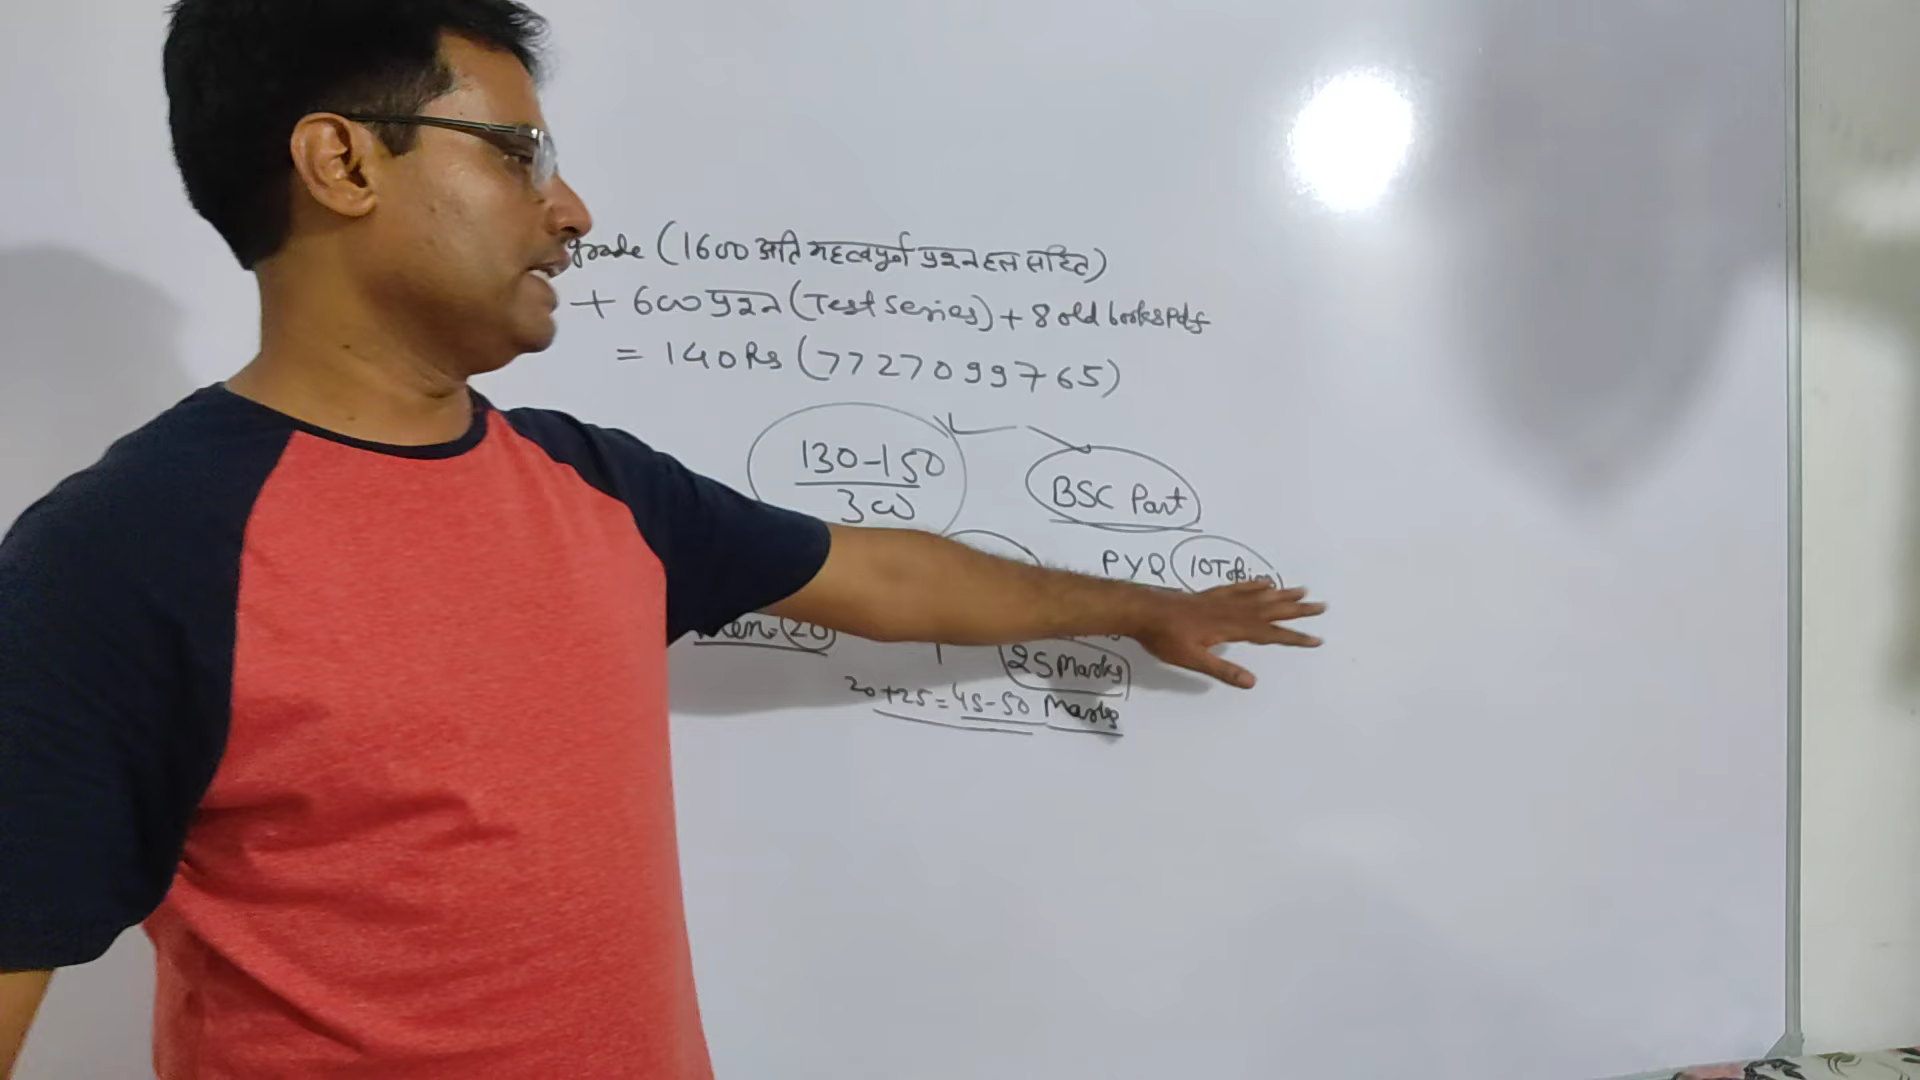 grade (1600 अति महत्वपूर्ण प्रश्न हल सहित)
+ 600 प्रश्न (Test Series) + 8 old books Pdf
= 140 Rs (7727099765)
130-150
300
BSC Part
PYQ 10 Topics
20
25 Marks
20+25=45-50 Marks